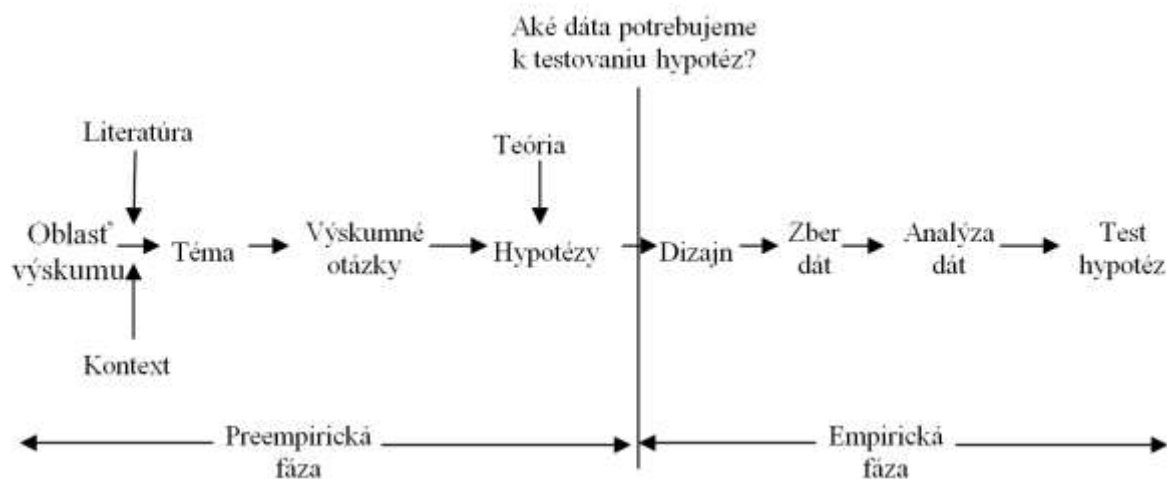 Aké dáta potrebujeme
k testovaniu hypotéz?
Literatúra
Teória
Oblasť
výskumu
Téma
Výskumné
otázky
Hypotézy
Dizajn
Zber
dát
Analýza
dát
Test
hypotéz
Kontext
Preempirická
fáza
Empirická
fáza